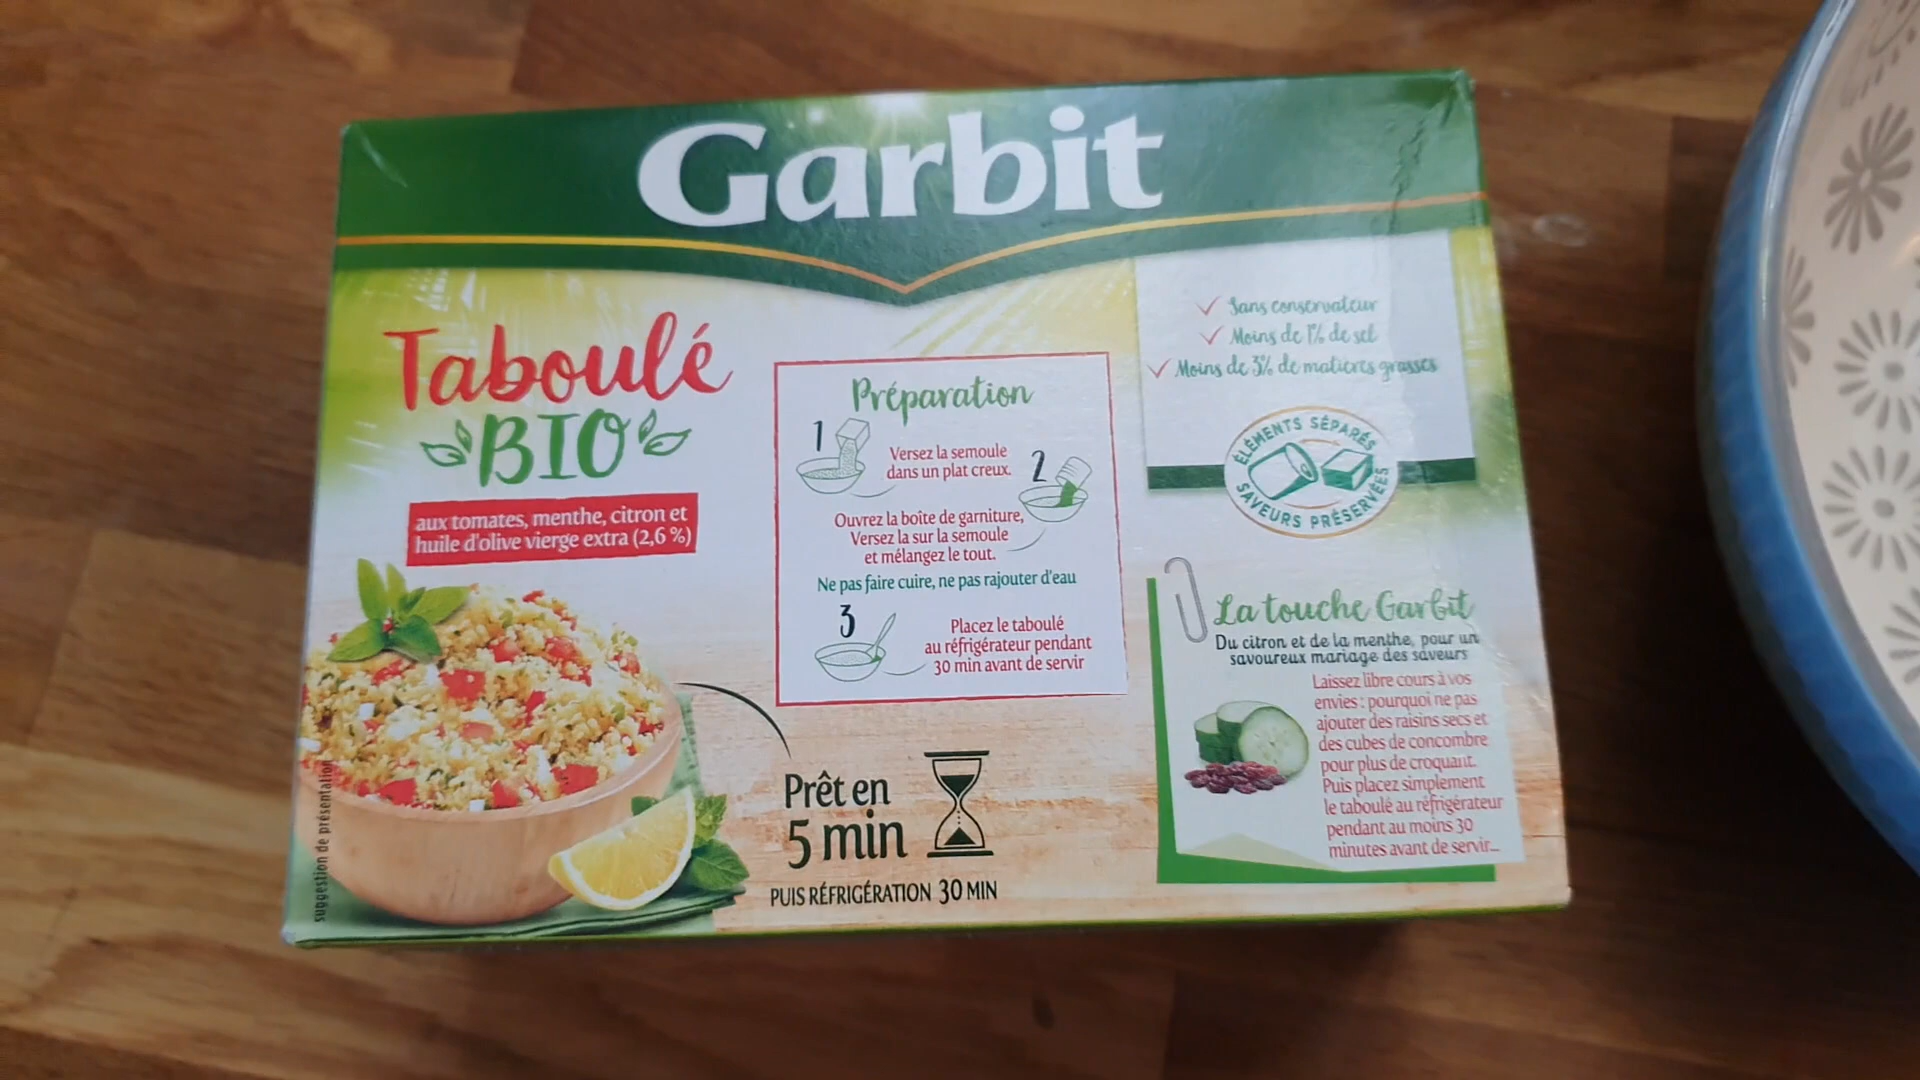 Garbit
Taboulé
BIO
aux tomates, menthe, citron et
huile d'olive vierge extra (2,6 %)
suggestion de présentation
Préparation
1
Versez la semoule
dans un plat creux.
2
Ouvrez la boîte de garniture,
Versez la sur la semoule
et mélangez le tout.
Ne pas faire cuire, ne pas rajouter d'eau
3
Placez le taboulé
au réfrigérateur pendant
30 min avant de servir
Prêt en
5 min
PUIS RÉFRIGÉRATION 30 MIN
Sans conservateur
Moins de 1% de sel
Moins de 3% de matières grasses
ÉLÉMENTS SÉPARÉS
SAVEURS PRÉSERVÉES
La touche Garbit
Du citron et de la menthe, pour un
savoureux mariage des saveurs
Laissez libre cours à vos
envies : pourquoi ne pas
ajouter des raisins secs et
des cubes de concombre
pour plus de croquant.
Puis placez simplement
le taboulé au réfrigérateur
pendant au moins 30
minutes avant de servir...